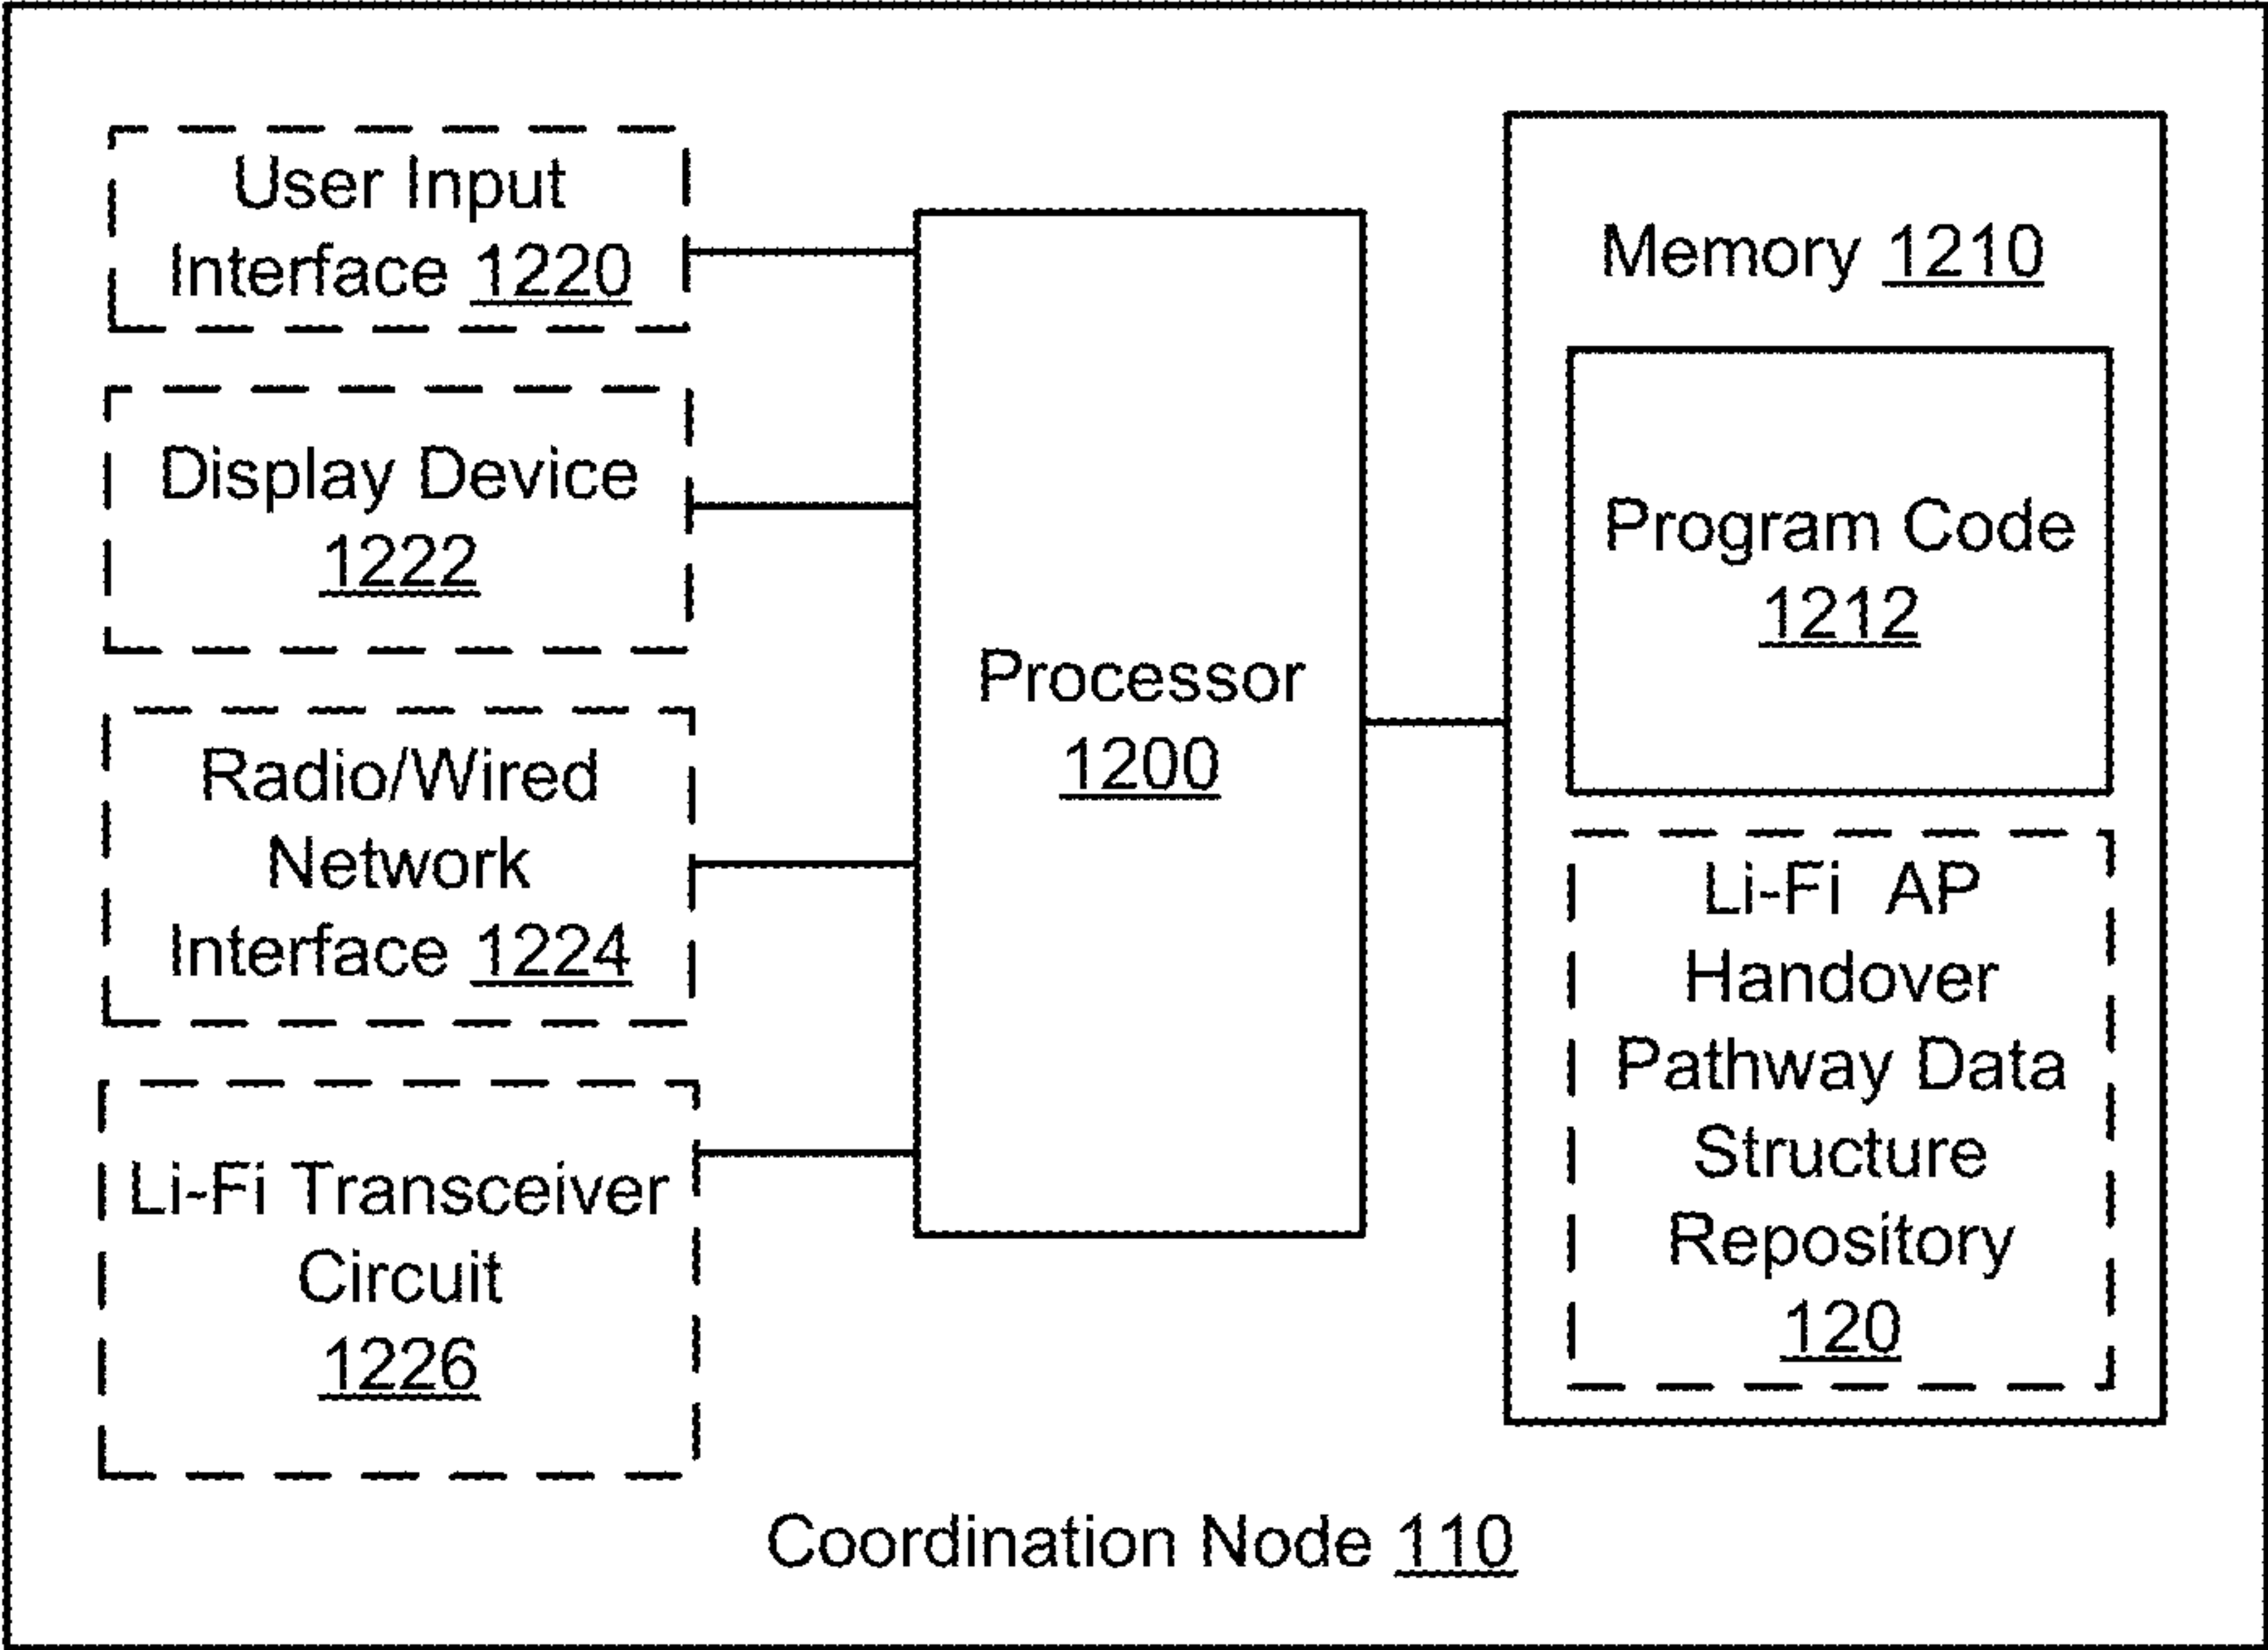 User Input
Interface 1220
Display Device
1222
Radio/Wired
Network
Interface 1224
Li-Fi Transceiver
Circuit
1226
Processor
1200
Memory 1210
Program Code
1212
Li-Fi AP
Handover
Pathway Data
Structure
Repository
120
Coordination Node 110